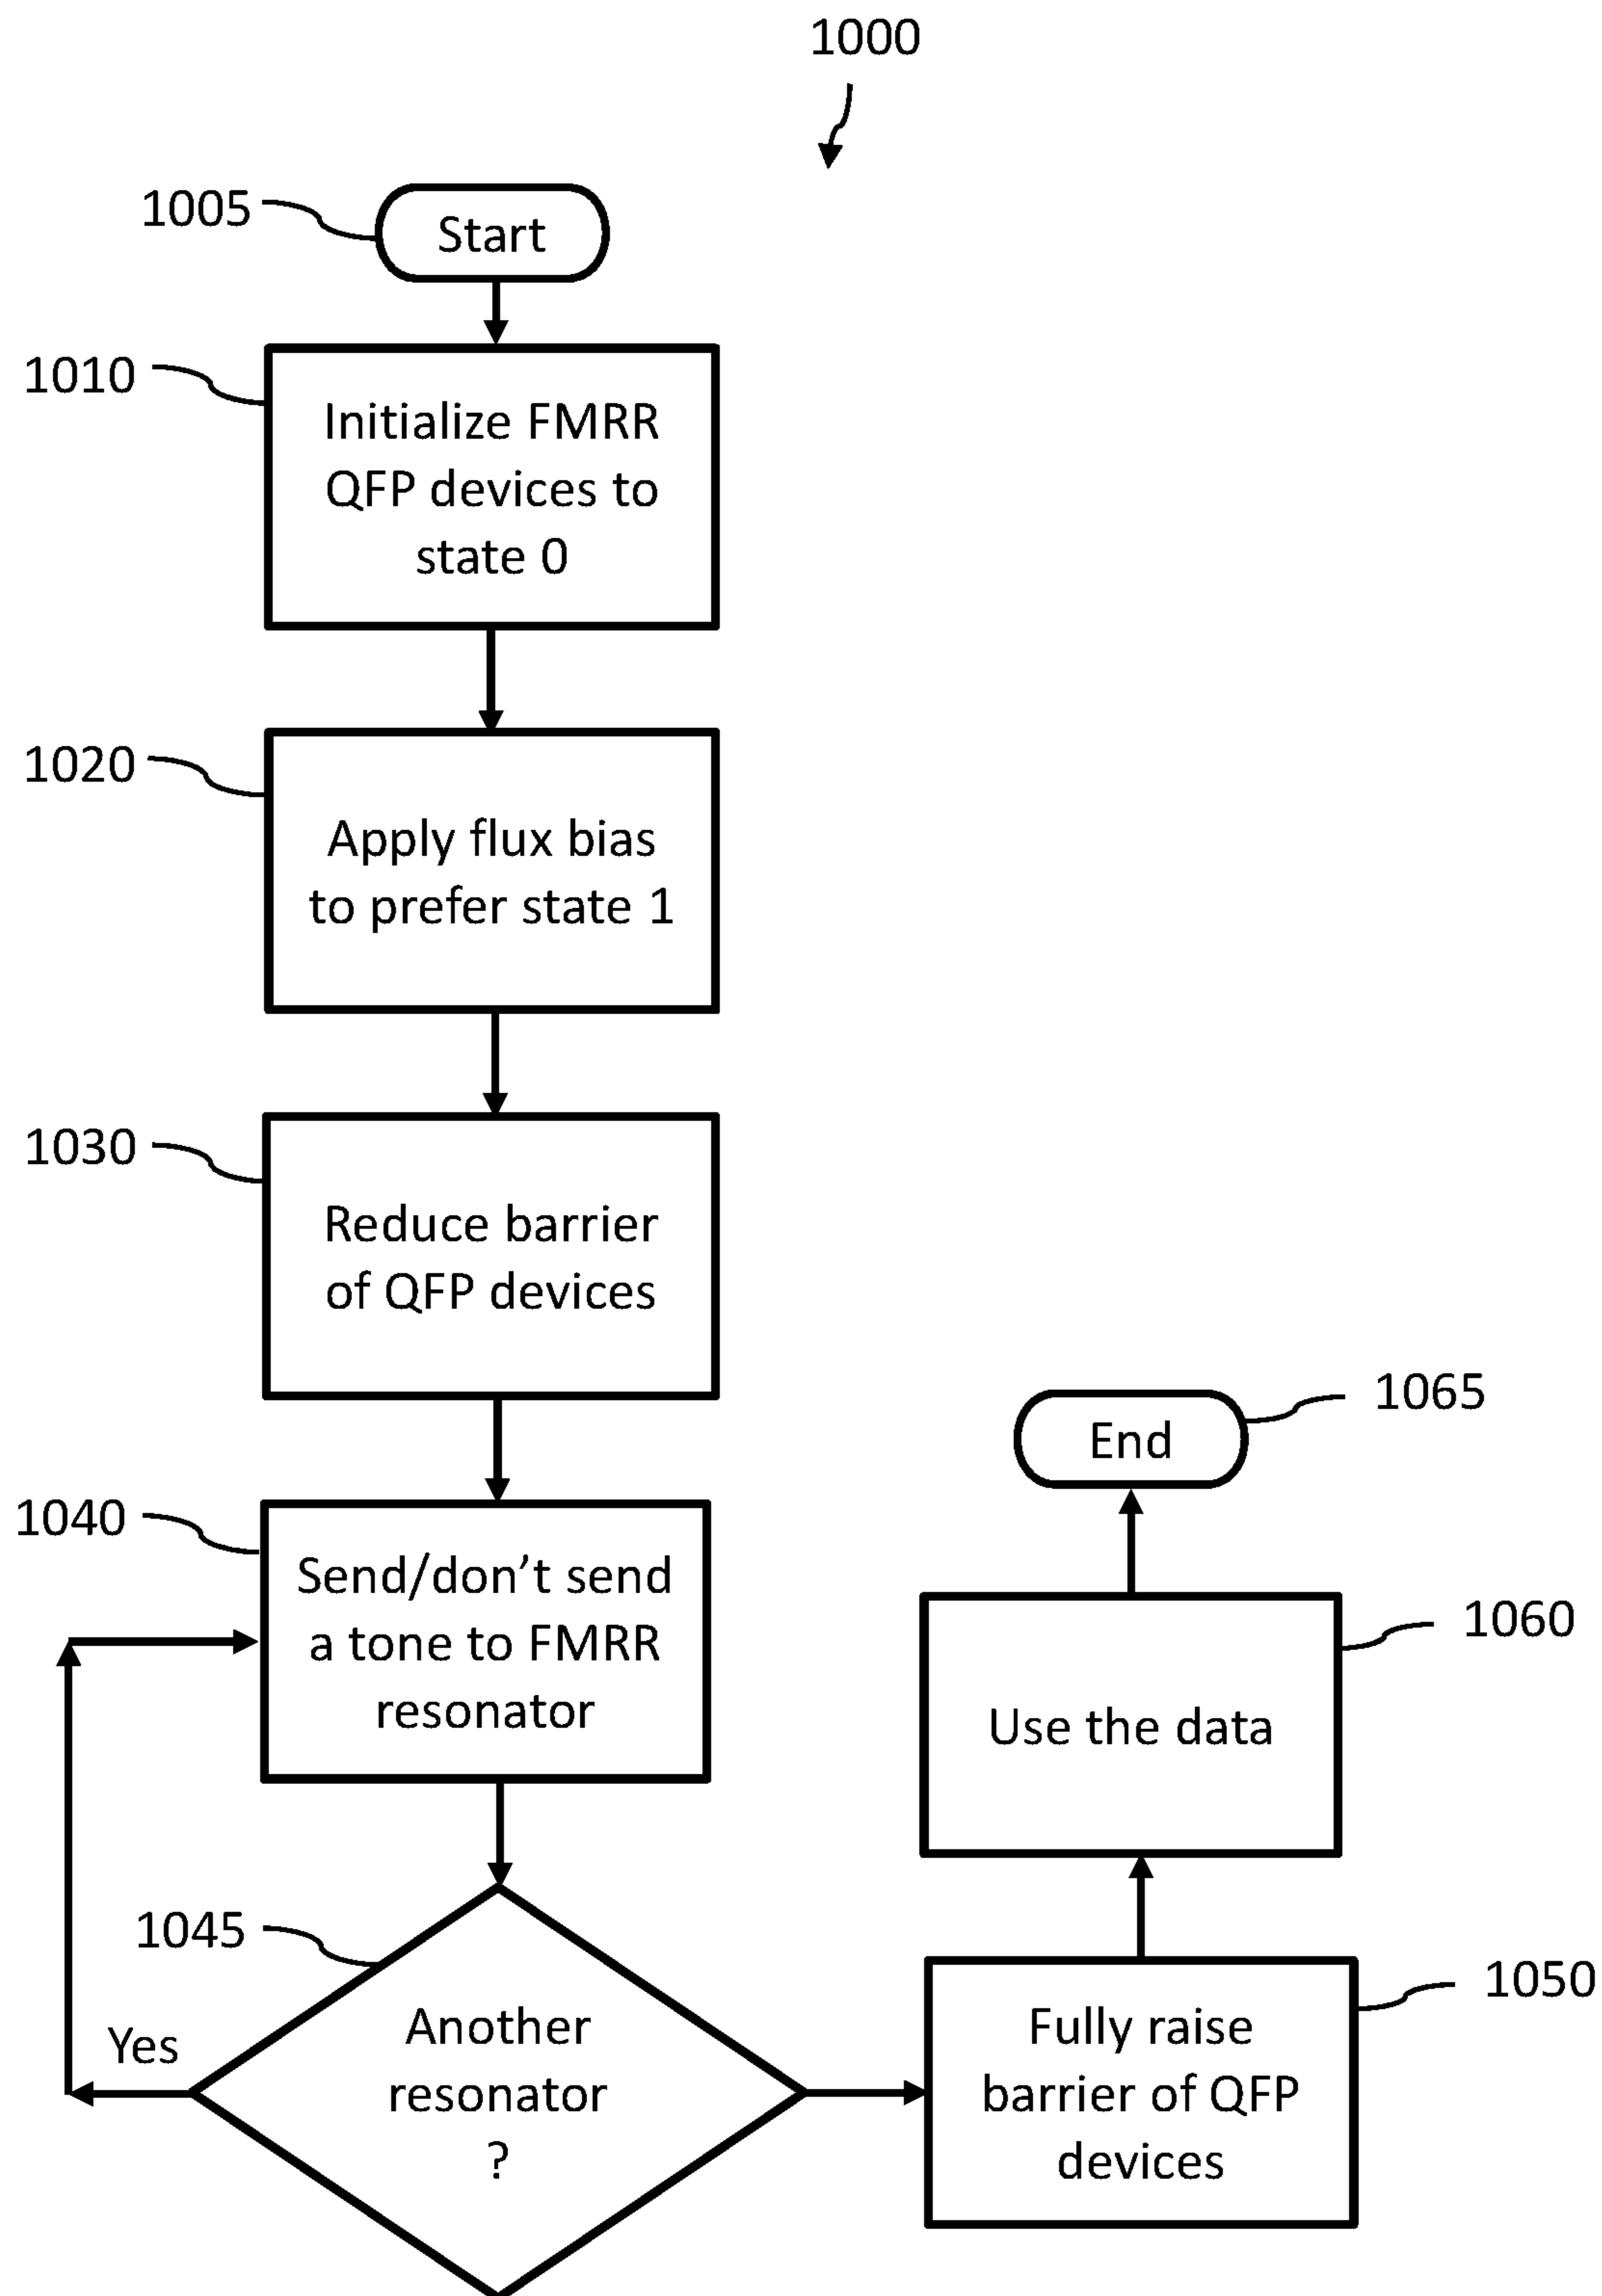 1000
1005
Start
1010
Initialize FMRR
QFP devices to
state 0
1020
Apply flux bias
to prefer state 1
1030
Reduce barrier
of QFP devices
1040
Send/don't send
a tone to FMRR
resonator
1045
Another
resonator
?
Yes
1050
Fully raise
barrier of QFP
devices
1060
Use the data
1065
End